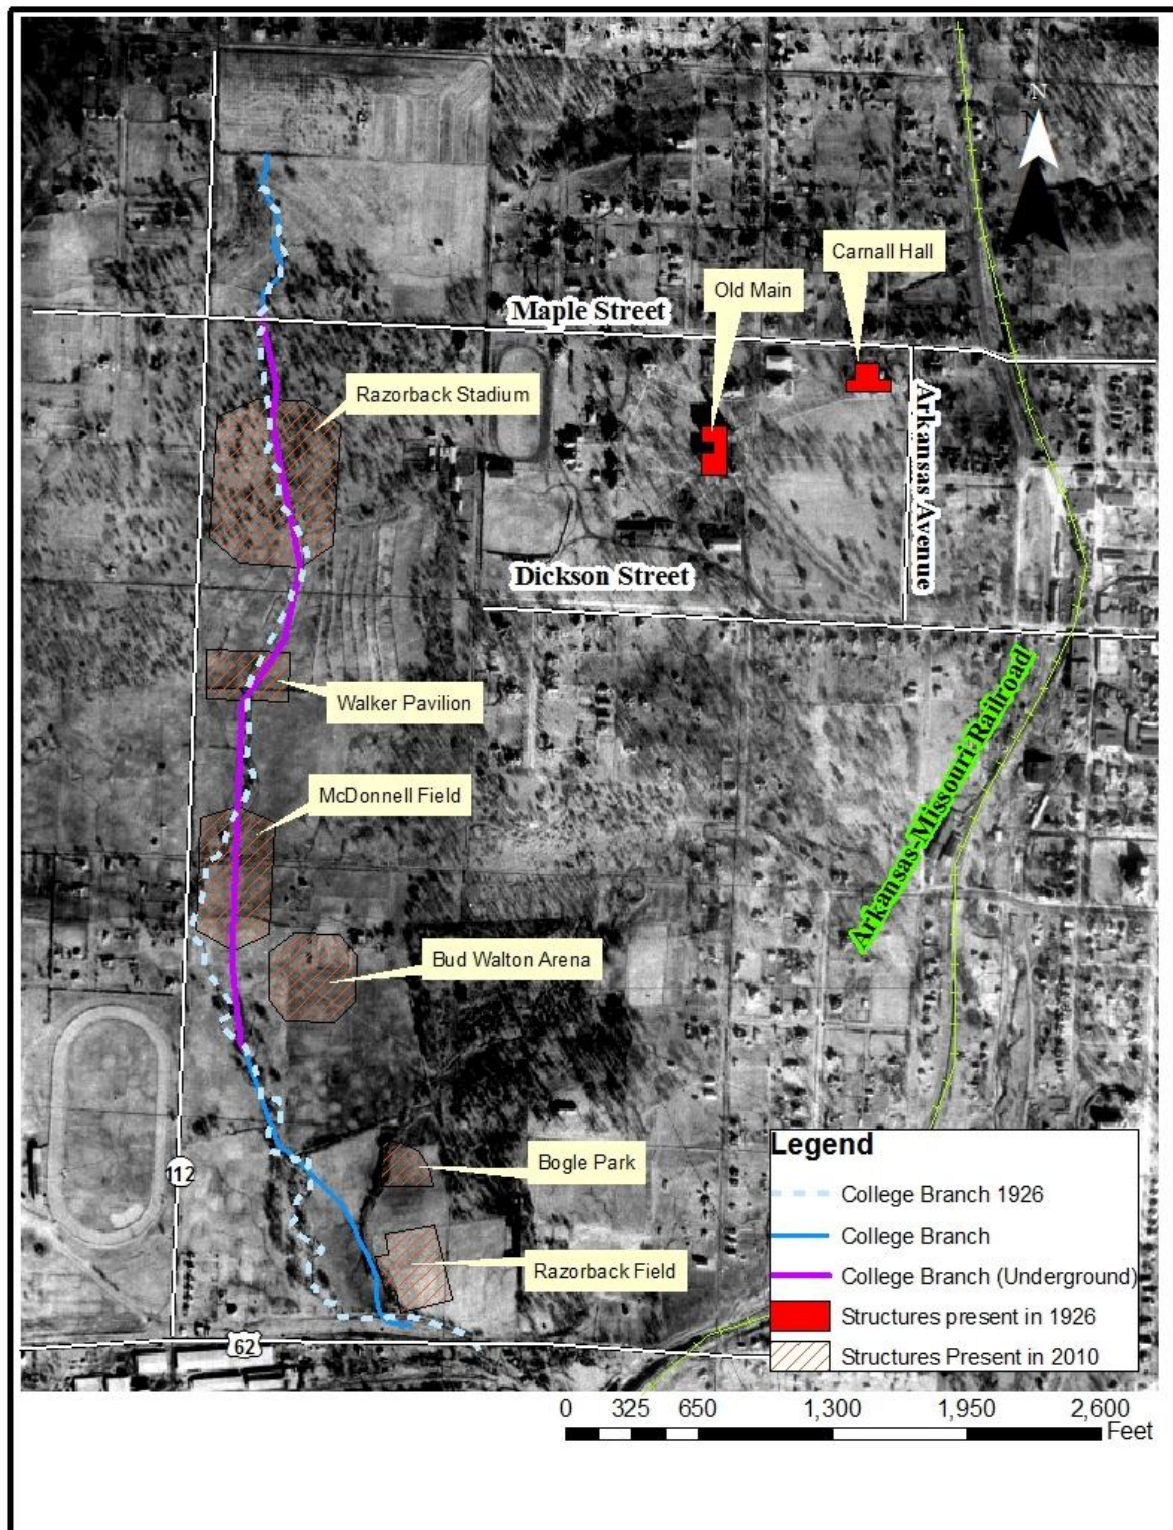 N
Carnall Hall
Old Main
Maple Street
Razorback Stadium
Arkansas Avenue
Dickson Street
Walker Pavilion
Arkansas-Missouri Railroad
McDonnell Field
Bud Walton Arena
Bogle Park
112
Razorback Field
62
Legend
College Branch 1926
College Branch
College Branch (Underground)
Structures present in 1926
Structures Present in 2010
0 325 650 1,300 1,950 2,600
Feet